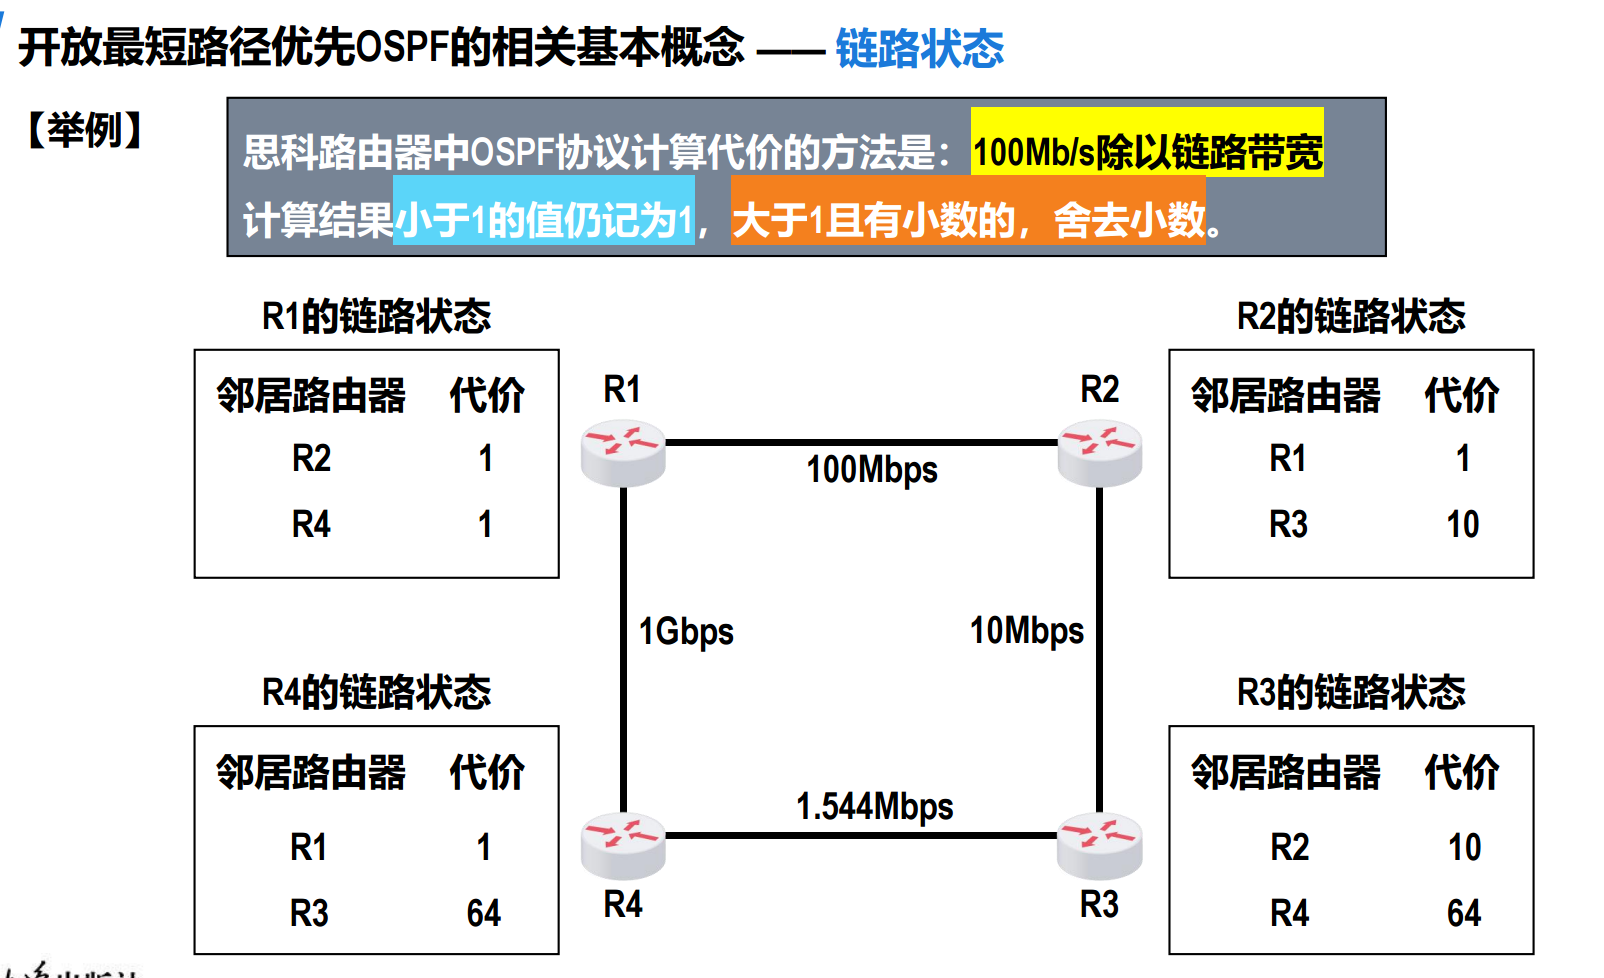 开放最短路径优先OSPF的相关基本概念 —— 链路状态
【举例】
思科路由器中OSPF协议计算代价的方法是：100Mb/s除以链路带宽
计算结果小于1的值仍记为1，大于1且有小数的，舍去小数。
R1的链路状态
邻居路由器 代价
R2 1
R4 1
R1
R2
100Mbps
R2的链路状态
邻居路由器 代价
R1 1
R3 10
1Gbps
10Mbps
R4的链路状态
邻居路由器 代价
R1 1
R3 64
1.544Mbps
R4
R3
R3的链路状态
邻居路由器 代价
R2 10
R4 64